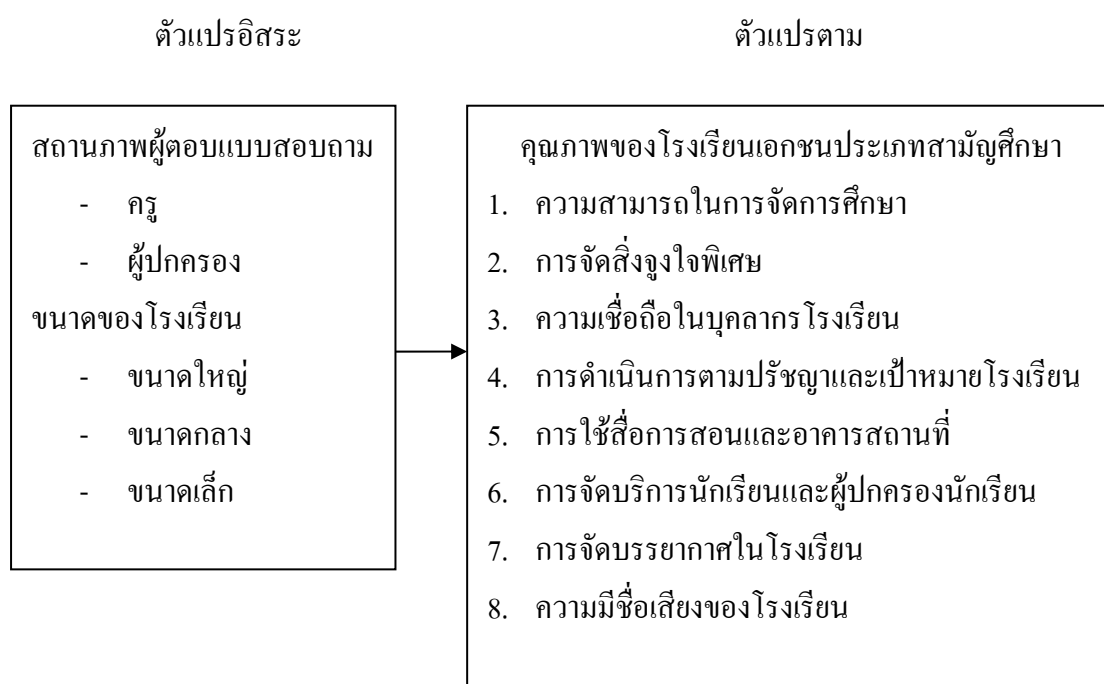 ตัวแปรอิสระ
ตัวแปรตาม
สถานภาพผู้ตอบแบบสอบถาม
- ครู
- ผู้ปกครอง
ขนาดของโรงเรียน
- ขนาดใหญ่
- ขนาดกลาง
- ขนาดเล็ก
คุณภาพของโรงเรียนเอกชนประเภทสามัญศึกษา
1. ความสามารถในการจัดการศึกษา
2. การจัดสิ่งจูงใจพิเศษ
3. ความเชื่อถือในบุคลากรโรงเรียน
4. การดำเนินการตามปรัชญาและเป้าหมายโรงเรียน
5. การใช้สื่อการสอนและอาคารสถานที่
6. การจัดบริการนักเรียนและผู้ปกครองนักเรียน
7. การจัดบรรยากาศในโรงเรียน
8. ความมีชื่อเสียงของโรงเรียน